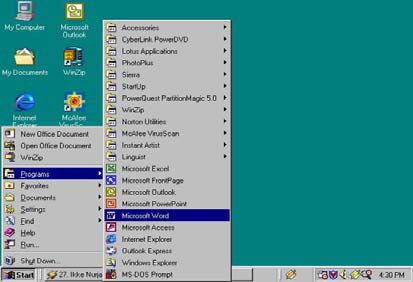 My Computer
Microsoft
Outlook
My Documents
WinZip
Internet
Explorer
McAfee
VirusSc...
New Office Document
Open Office Document
WinZip
Programs
Favorites
Documents
Settings
Find
Help
Run...
Shut Down...
Accessories
CyberLink PowerDVD
Lotus Applications
PhotoPlus
Sierra
StartUp
PowerQuest PartitionMagic 5.0
WinZip
Norton Utilities
McAfee VirusScan
Instant Artist
Linguist
Microsoft Excel
Microsoft FrontPage
Microsoft Outlook
Microsoft PowerPoint
Microsoft Word
Microsoft Access
Internet Explorer
Outlook Express
Windows Explorer
MS-DOS Prompt
Start
27. Ikke Nurja
4:30 PM